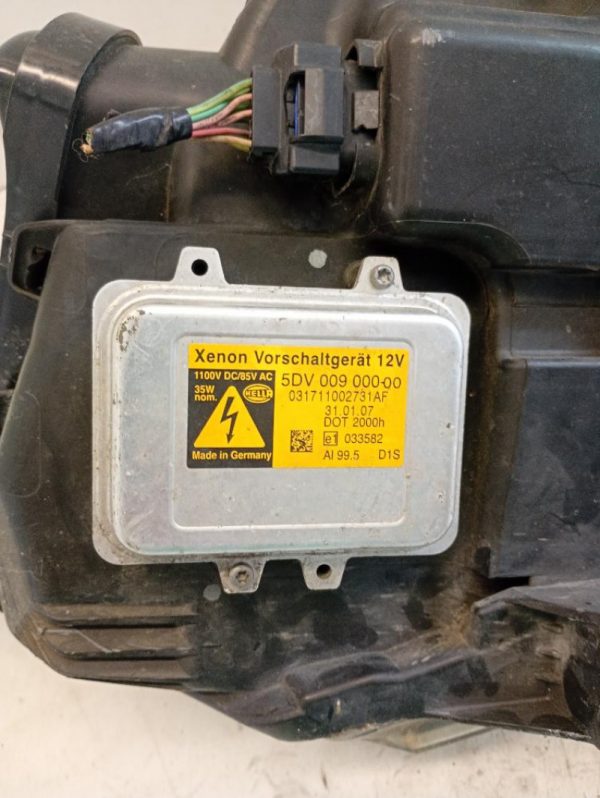 Xenon Vorschaltgerät 12V
1100V DC/85V AC
35W
nom.
HELLA
5DV 009 000-00
031711002731AF
31.01.07
DOT 2000h
e1 033582
Made in Germany
Al 99.5 D1S